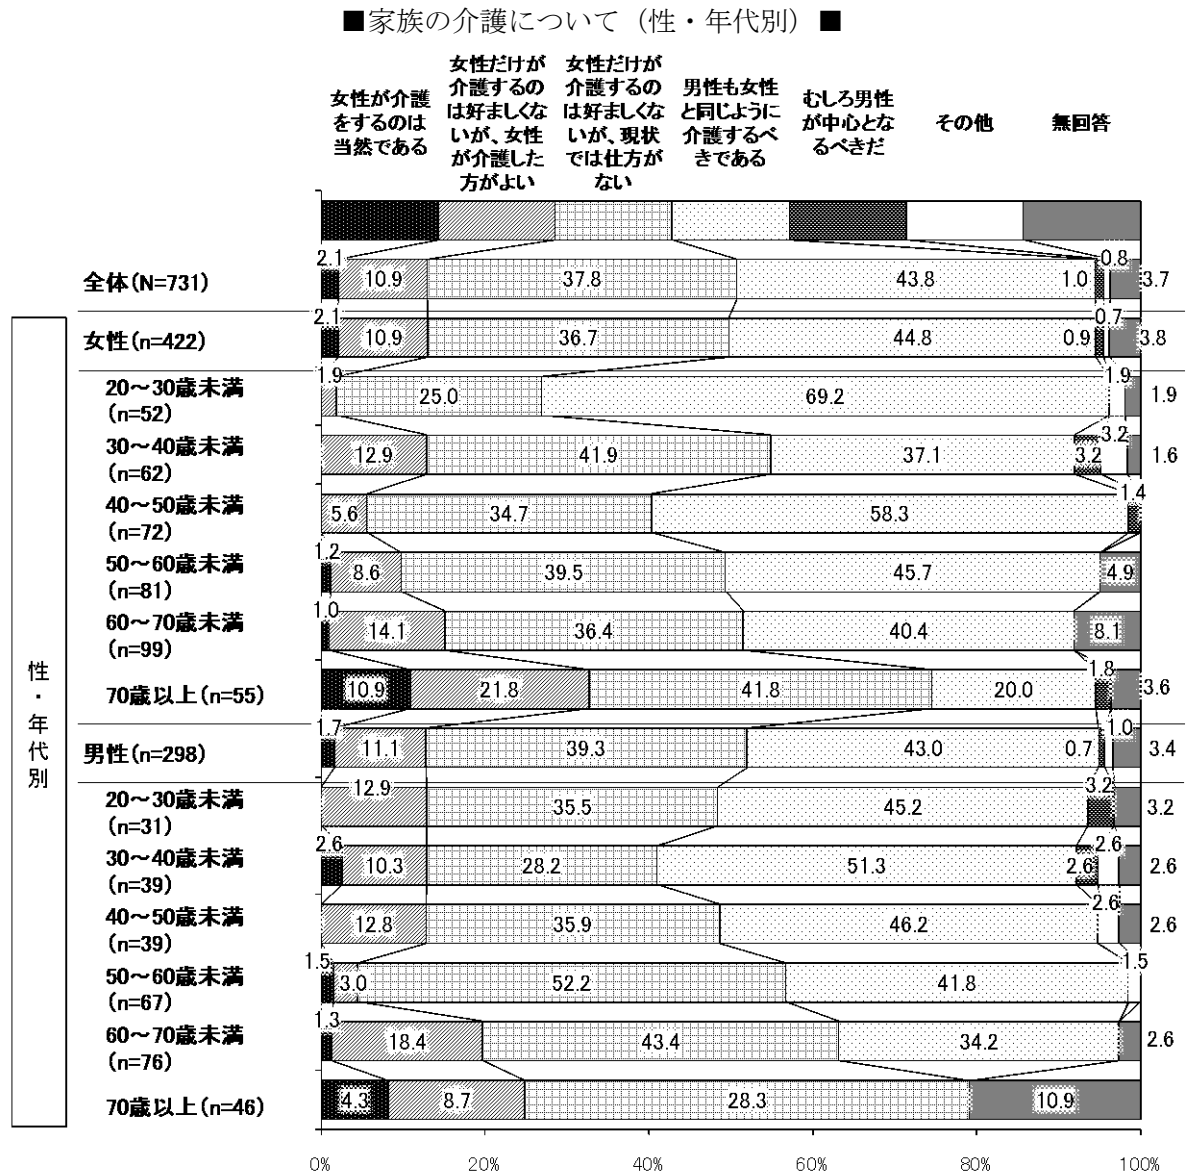 ■家族の介護について（性・年代別）■
女性が介護
をするのは
当然である
女性だけが
介護するの
は好ましくな
いが、女性
が介護した
方がよい
女性だけが
介護するの
は好ましくな
いが、現状
では仕方が
ない
男性も女性
と同じように
介護するべ
きである
むしろ男性
が中心とな
るべきだ
その他
無回答
全体(N=731)
2.1 10.9 37.8 43.8 1.0 0.8 3.7
性・年代別
女性(n=422)
2.1 10.9 36.7 44.8 0.9 0.7 3.8
20～30歳未満
(n=52)
1.9 25.0 69.2 1.9 1.9
30～40歳未満
(n=62)
12.9 41.9 37.1 3.2 3.2 1.6
40～50歳未満
(n=72)
5.6 34.7 58.3 1.4
50～60歳未満
(n=81)
1.2 8.6 39.5 45.7 4.9
60～70歳未満
(n=99)
1.0 14.1 36.4 40.4 8.1
70歳以上(n=55)
10.9 21.8 41.8 20.0 1.8 3.6
男性(n=298)
1.7 11.1 39.3 43.0 0.7 1.0 3.4
20～30歳未満
(n=31)
12.9 35.5 45.2 3.2 3.2
30～40歳未満
(n=39)
2.6 10.3 28.2 51.3 2.6 2.6 2.6
40～50歳未満
(n=39)
12.8 35.9 46.2 2.6 2.6
50～60歳未満
(n=67)
1.5 3.0 52.2 41.8 1.5
60～70歳未満
(n=76)
1.3 18.4 43.4 34.2 2.6
70歳以上(n=46)
4.3 8.7 28.3 10.9
0% 20% 40% 60% 80% 100%